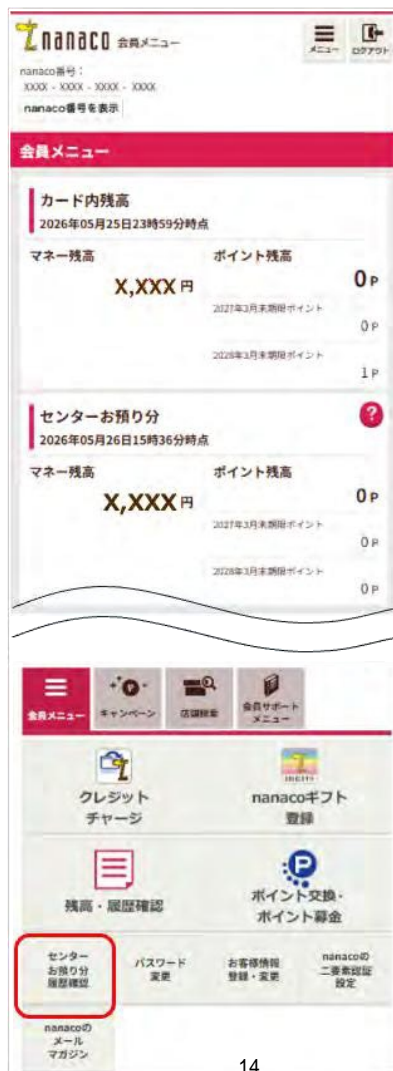 nanaco 会員メニュー
メニュー ログアウト
nanaco番号：
XXXX - XXXX - XXXX - XXXX
nanaco番号を表示
会員メニュー
カード内残高
2026年05月25日23時59分時点
マネー残高 ポイント残高
X,XXX 円
0 P
2027年3月末期限ポイント
0 P
2028年3月末期限ポイント
1 P
センターお預り分 ?
2026年05月26日15時36分時点
マネー残高 ポイント残高
X,XXX 円
0 P
2027年3月末期限ポイント
0 P
2028年3月末期限ポイント
0 P
会員メニュー キャンペーン 店舗検索 会員サポート
メニュー
クレジット
チャージ
nanacoギフト
登録
残高・履歴確認
ポイント交換・
ポイント募金
センター
お預り分
履歴確認
パスワード
変更
お客様情報
登録・変更
nanacoの
二要素認証
設定
nanacoの
メール
マガジン
14